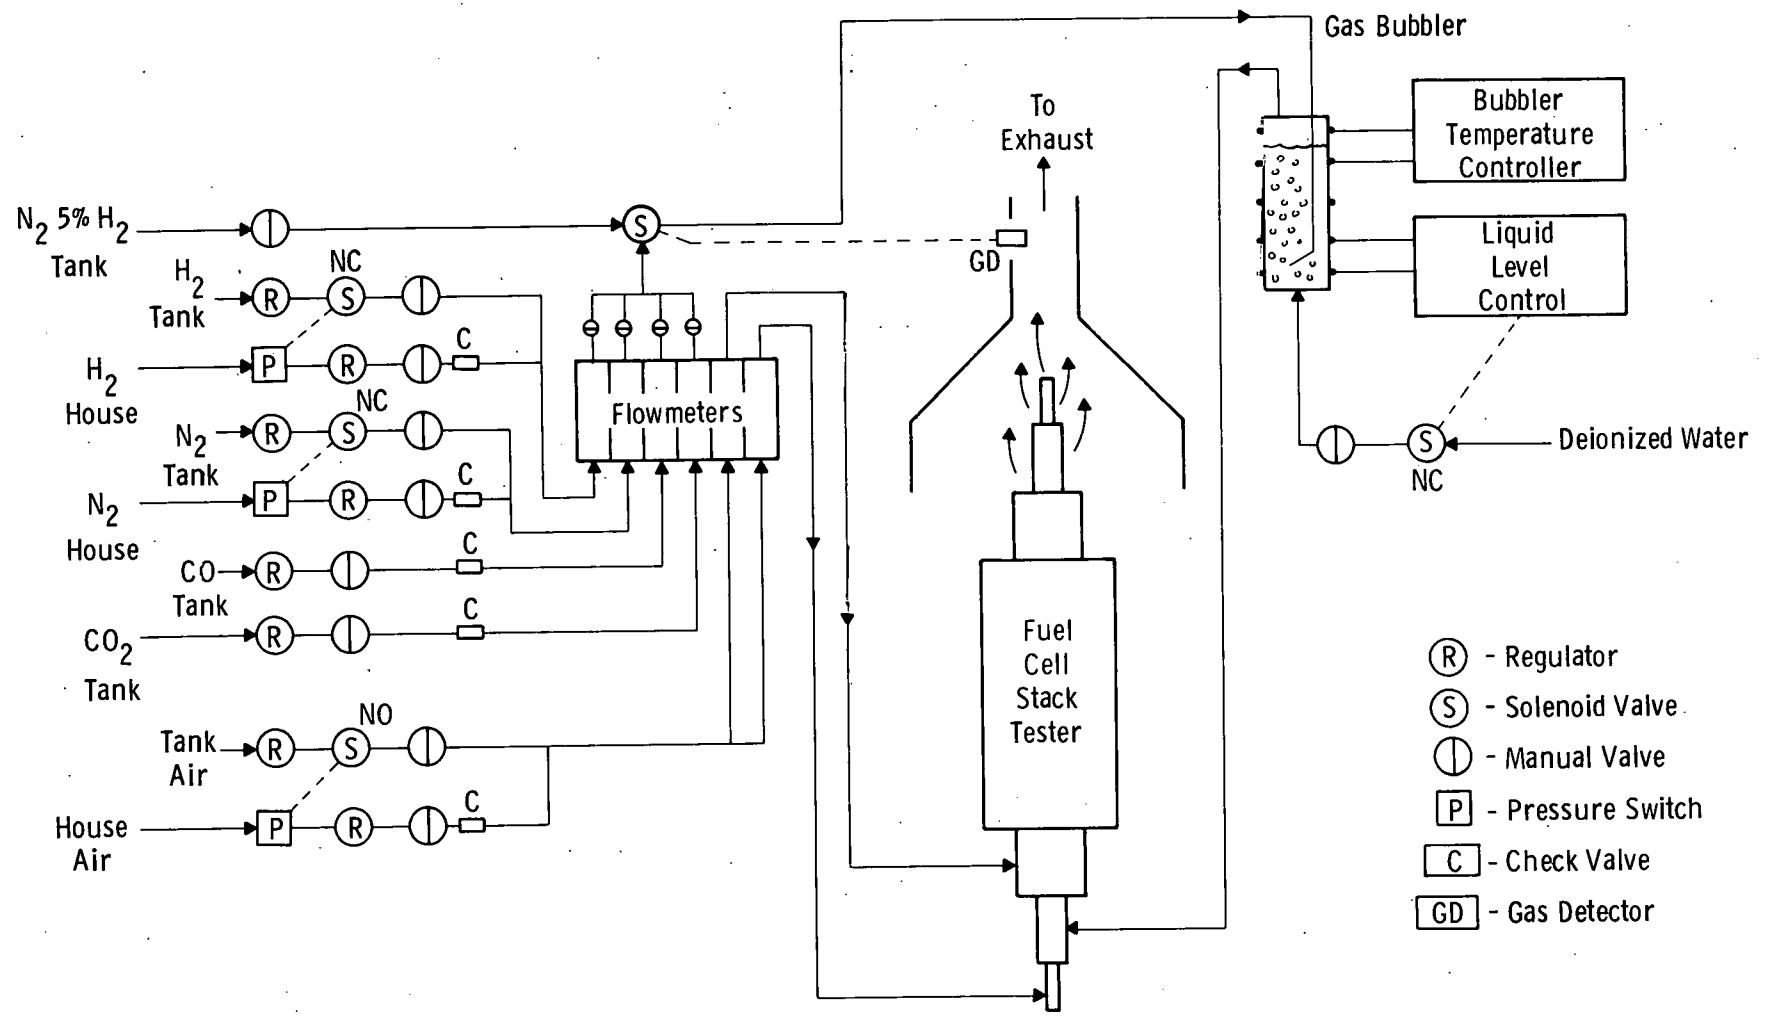 Gas Bubbler
To
Exhaust
Bubbler
Temperature
Controller
N2 5% H2
Tank
S
GD
Liquid
Level
Control
H2
Tank
R
NC
S
H2
House
P
R
C
Flowmeters
N2
Tank
R
NC
S
N2
House
P
R
C
S
NC
Deionized Water
CO
Tank
R
C
CO2
Tank
R
C
Fuel
Cell
Stack
Tester
Tank
Air
R
NO
S
House
Air
P
R
C
R - Regulator
S - Solenoid Valve
- Manual Valve
P - Pressure Switch
C - Check Valve
GD - Gas Detector